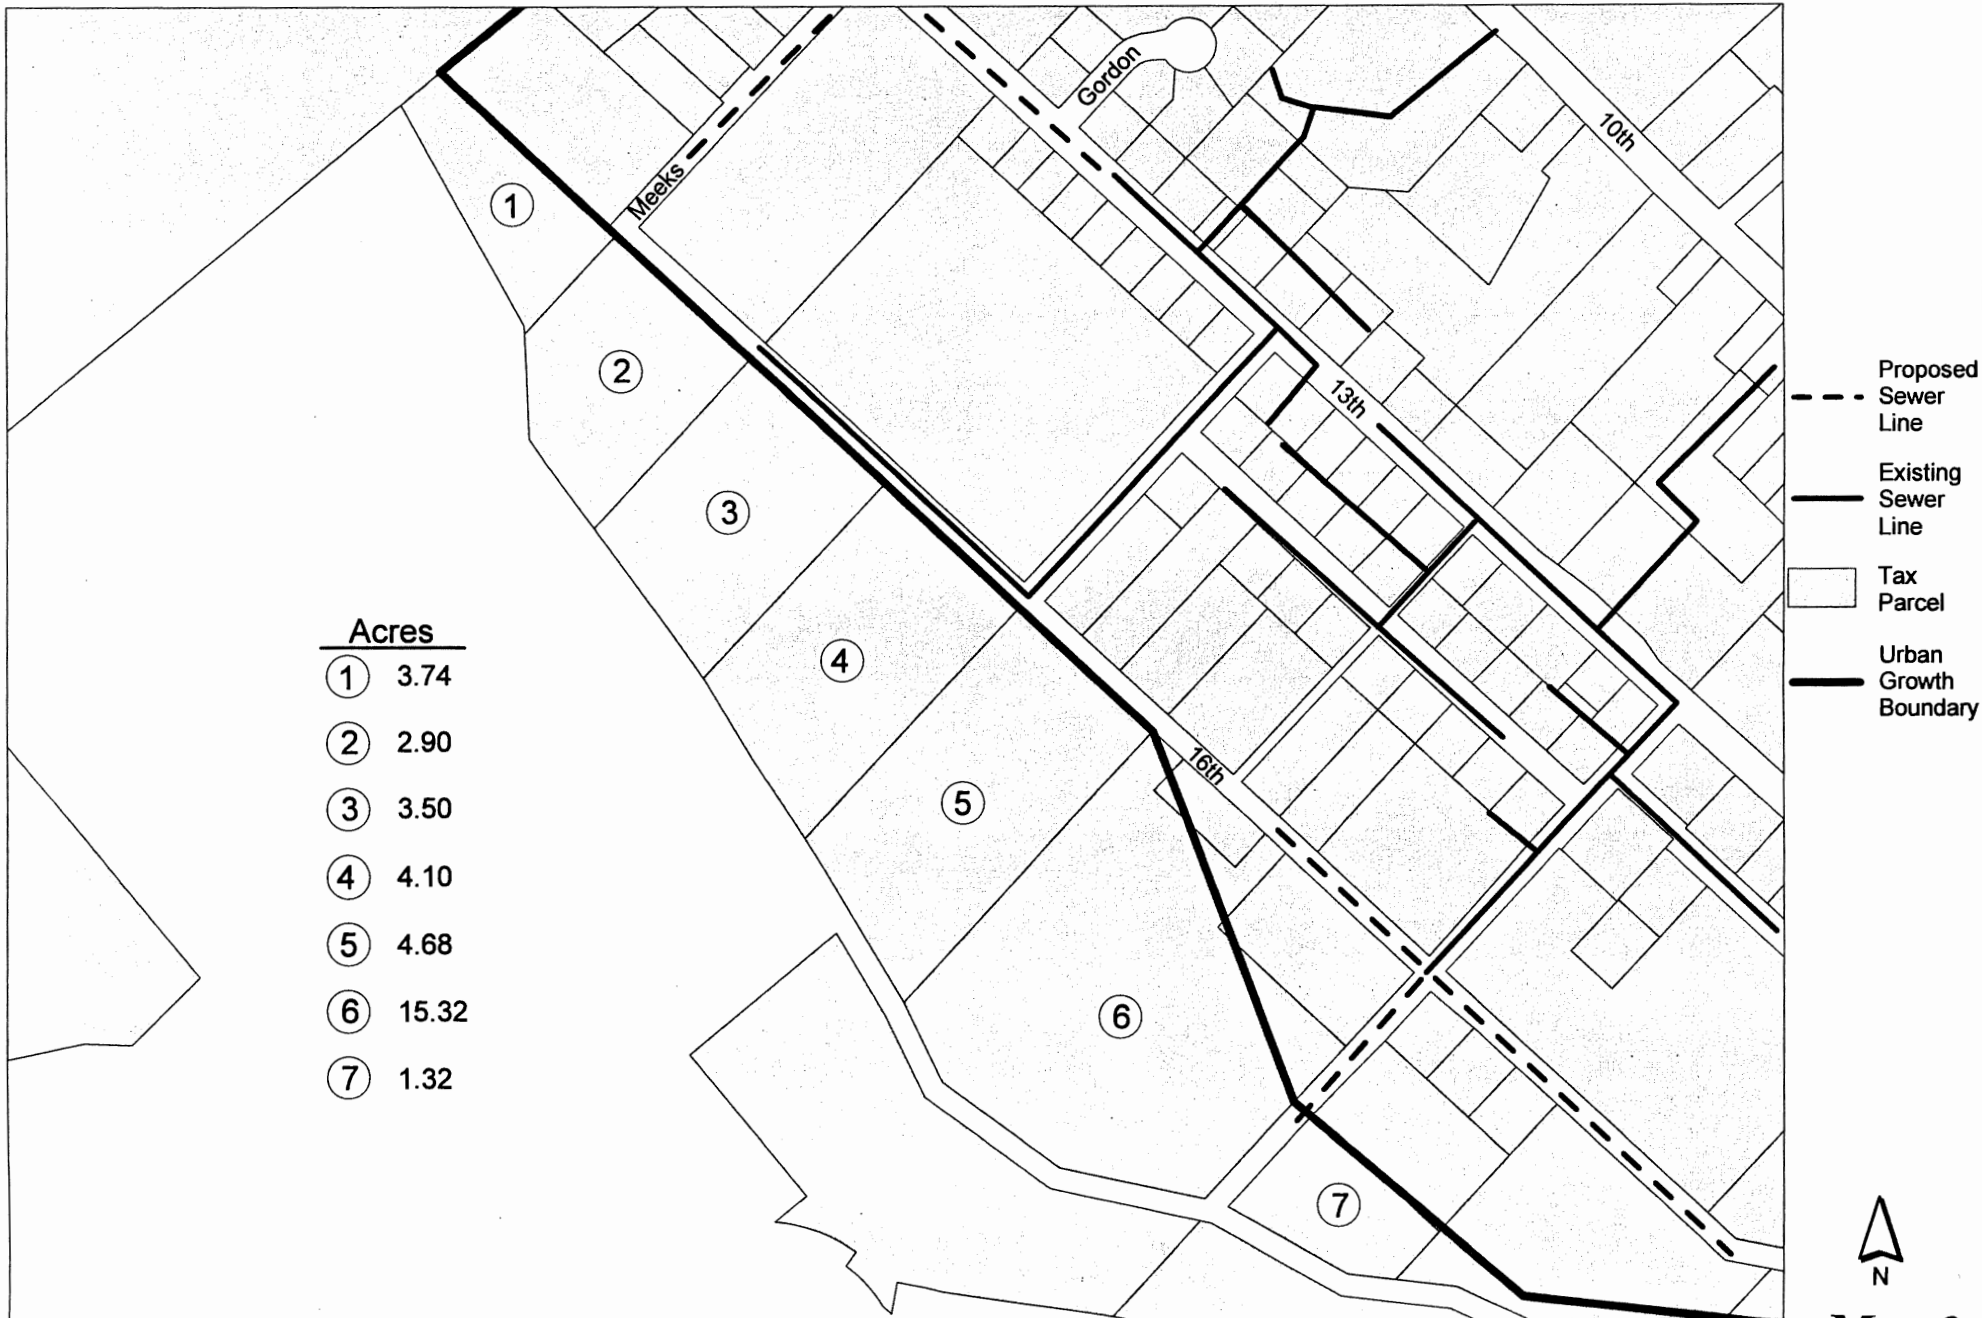 Gordon
10th
Meeks
1
2
13th
3
4
16th
5
6
7
Acres
1 3.74
2 2.90
3 3.50
4 4.10
5 4.68
6 15.32
7 1.32
Proposed
Sewer
Line
Existing
Sewer
Line
Tax
Parcel
Urban
Growth
Boundary
N